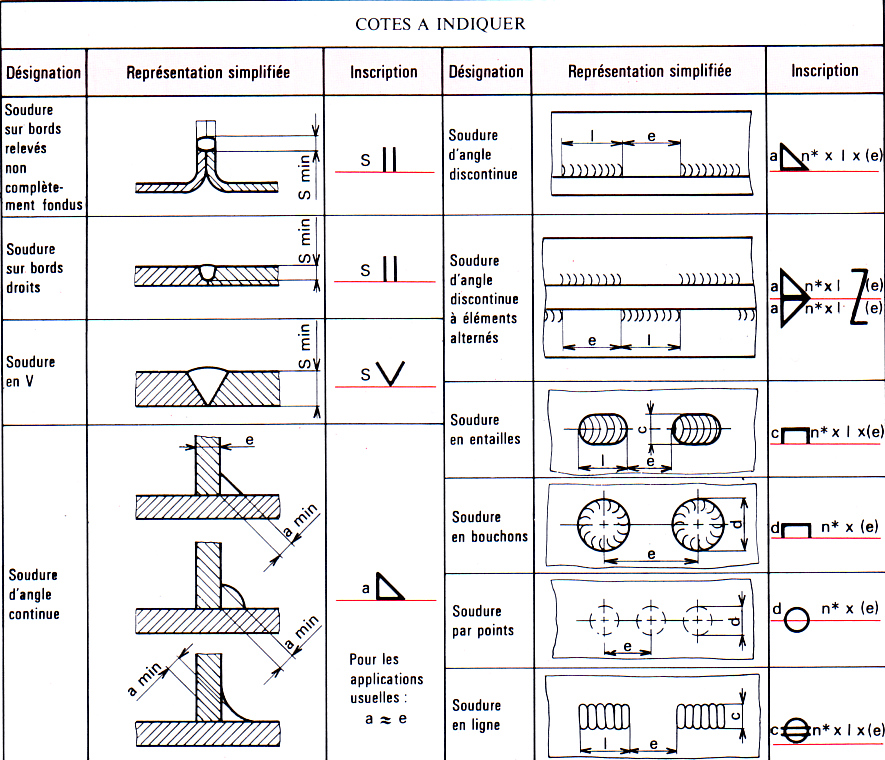 COTES A INDIQUER
Désignation
Représentation simplifiée
Inscription
Désignation
Représentation simplifiée
Inscription
Soudure
sur bords
relevés
non
complète-
ment fondus
S min
S
Soudure
sur bords
droits
S min
S
Soudure
en V
S min
S
Soudure
d'angle
continue
e
a min
a min
a min
a
Pour les
applications
usuelles :
a ≈ e
Soudure
d'angle
discontinue
l e
a n* x l x (e)
Soudure
d'angle
discontinue
à éléments
alternés
e l
a n* x l (e)
a n* x l (e)
Soudure
en entailles
c
l e
c n* x l x (e)
Soudure
en bouchons
d
e
d n* x (e)
Soudure
par points
d
e
d n* x (e)
Soudure
en ligne
c
l e
c n* x l x (e)